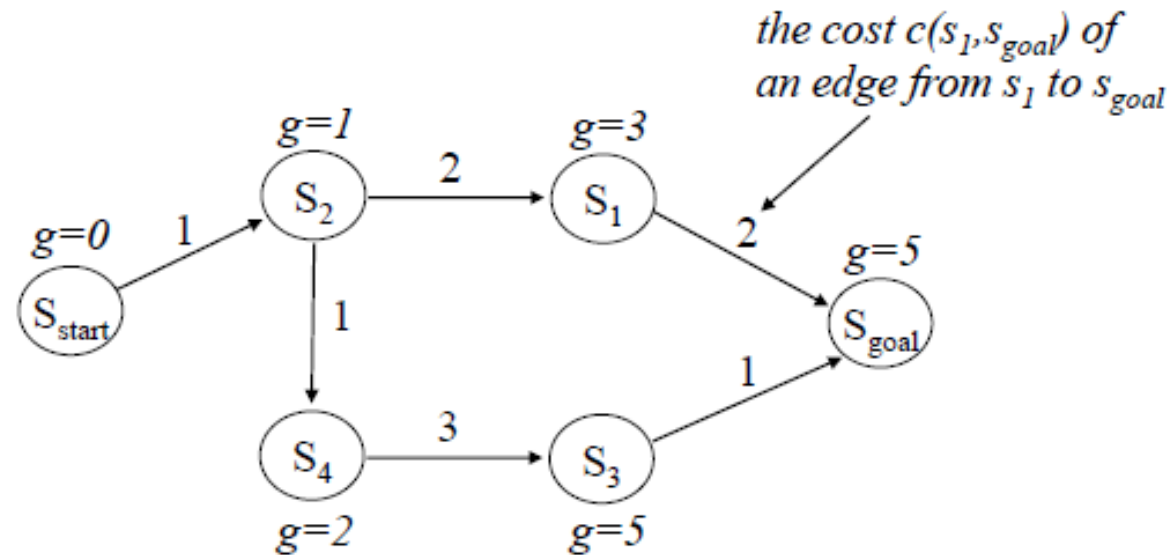 the cost c(s1,sgoal) of
an edge from s1 to sgoal
g=1
g=3
S2
2
S1
g=0
1
2
g=5
Sstart
1
Sgoal
1
S4
3
S3
g=2
g=5